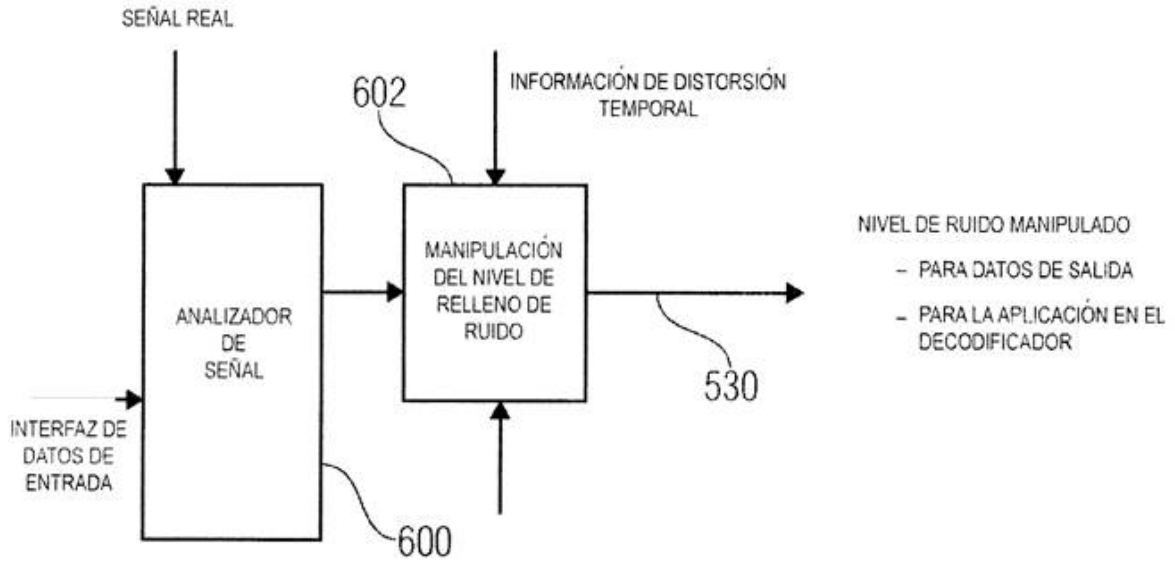 SEÑAL REAL
602
INFORMACIÓN DE DISTORSIÓN
TEMPORAL
MANIPULACIÓN
DEL NIVEL DE
RELLENO DE
RUIDO
NIVEL DE RUIDO MANIPULADO
– PARA DATOS DE SALIDA
– PARA LA APLICACIÓN EN EL
DECODIFICADOR
ANALIZADOR
DE
SEÑAL
530
INTERFAZ DE
DATOS DE
ENTRADA
600